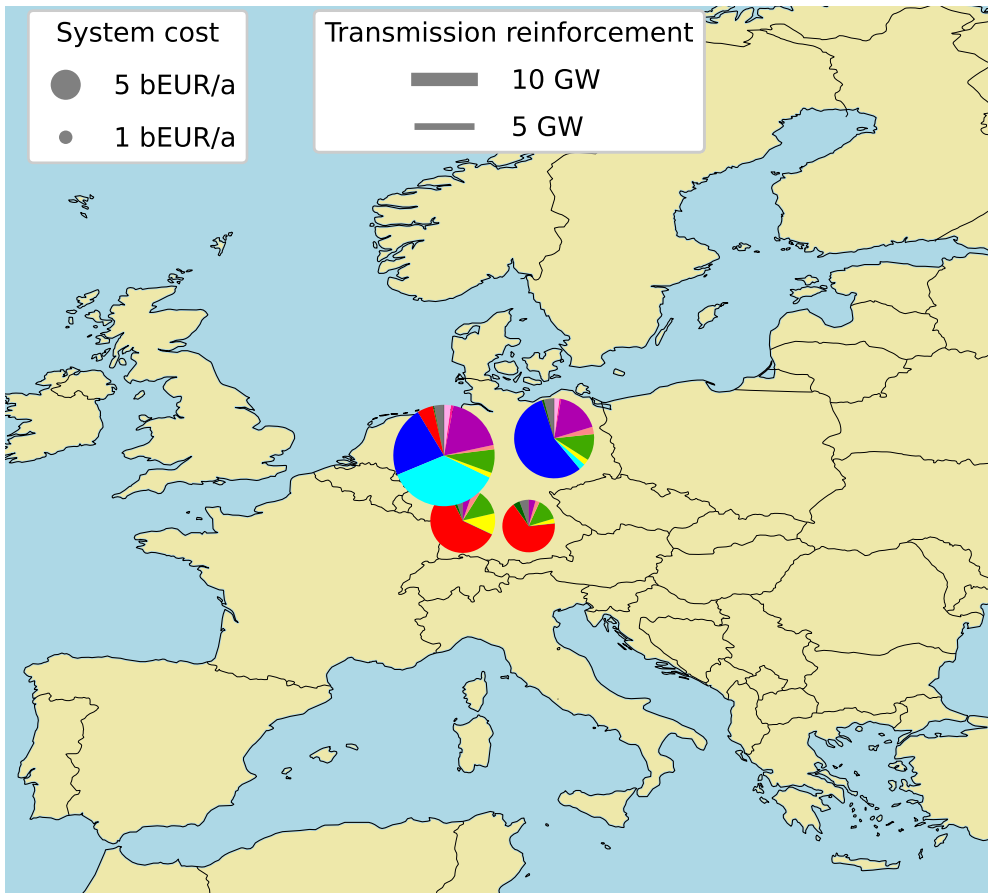 System cost
5 bEUR/a
1 bEUR/a
Transmission reinforcement
10 GW
5 GW